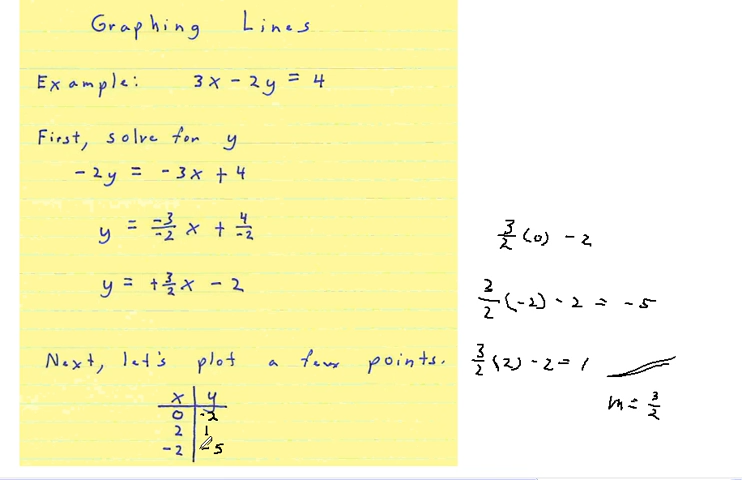 Graphing Lines
Example: 3x - 2y = 4
First, solve for y
-2y = -3x + 4
y = -3/-2 x + 4/-2
y = +3/2 x - 2
Next, let's plot a few points.
x | y
0 | -2
2 | 1
-2 | -5
3/2 (0) - 2
3/2 (-2) - 2 = -5
3/2 (2) - 2 = 1
m = 3/2